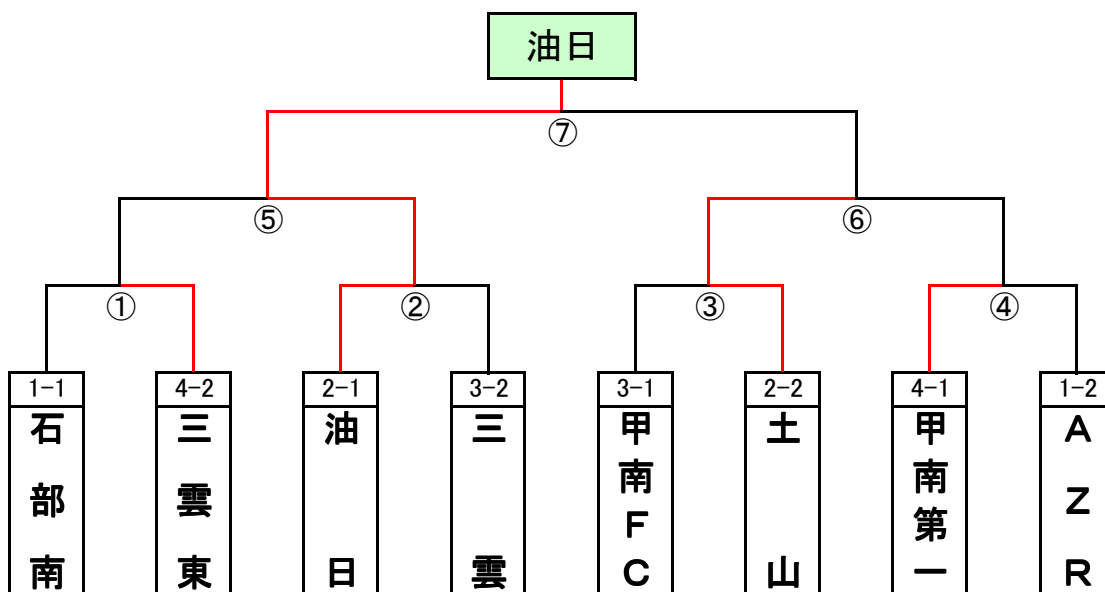 油日
⑦
⑤
⑥
①
②
③
④
1-1
4-2
2-1
3-2
3-1
2-2
4-1
1-2
石部南
三雲東
油日
三雲
甲南FC
土山
甲南第一
AZR